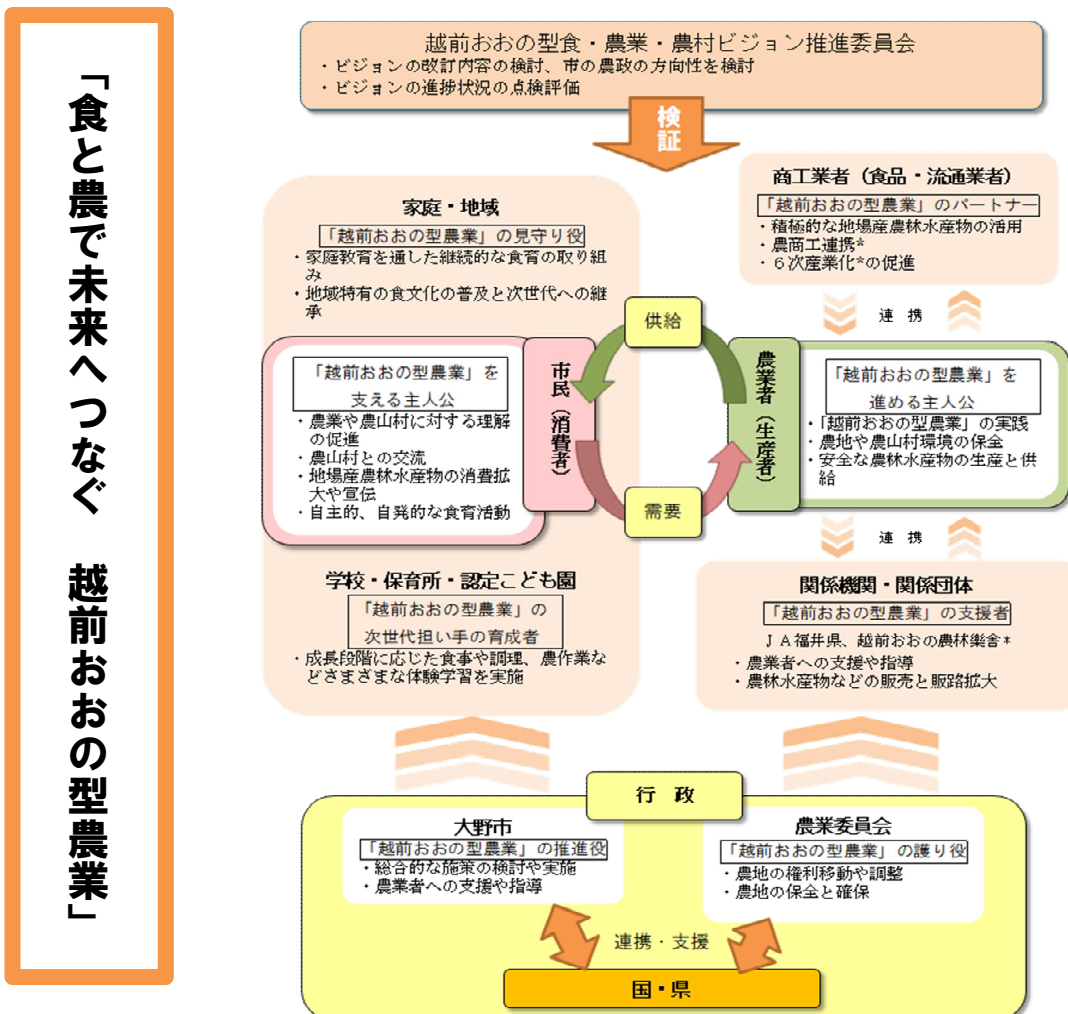 「食と農で未来へつなぐ　越前おおの型農業」
越前おおの型食・農業・農村ビジョン推進委員会
・ビジョンの改訂内容の検討、市の農政の方向性を検討
・ビジョンの進捗状況の点検評価
検証
家庭・地域
「越前おおの型農業」の見守り役
・家庭教育を通した継続的な食育の取り組
み
・地域特有の食文化の普及と次世代への継
承
商工業者（食品・流通業者）
「越前おおの型農業」のパートナー
・積極的な地場産農林水産物の活用
・農商工連携*
・６次産業化*の促進
連 携
供給
市民（消費者）
「越前おおの型農業」を
支える主人公
・農業や農山村に対する理解
の促進
・農山村との交流
・地場産農林水産物の消費拡
大や宣伝
・自主的、自発的な食育活動
農業者（生産者）
「越前おおの型農業」を
進める主人公
・「越前おおの型農業」の実践
・農地や農山村環境の保全
・安全な農林水産物の生産と供
給
需要
連 携
学校・保育所・認定こども園
「越前おおの型農業」の
次世代担い手の育成者
・成長段階に応じた食事や調理、農作業な
どさまざまな体験学習を実施
関係機関・関係団体
「越前おおの型農業」の支援者
ＪＡ福井県、越前おおの農林樂舎*
・農業者への支援や指導
・農林水産物などの販売と販路拡大
行 政
大野市
「越前おおの型農業」の推進役
・総合的な施策の検討や実施
・農業者への支援や指導
農業委員会
「越前おおの型農業」の護り役
・農地の権利移動や調整
・農地の保全と確保
連携・支援
国・県